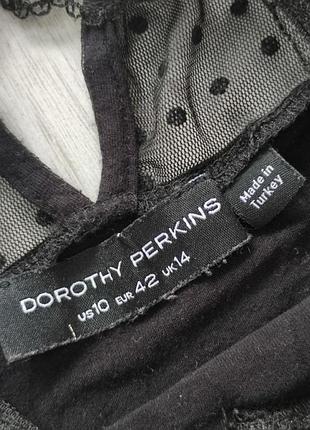 DOROTHY PERKINS
US10 EUR 42 UK14
Made in
Turkey